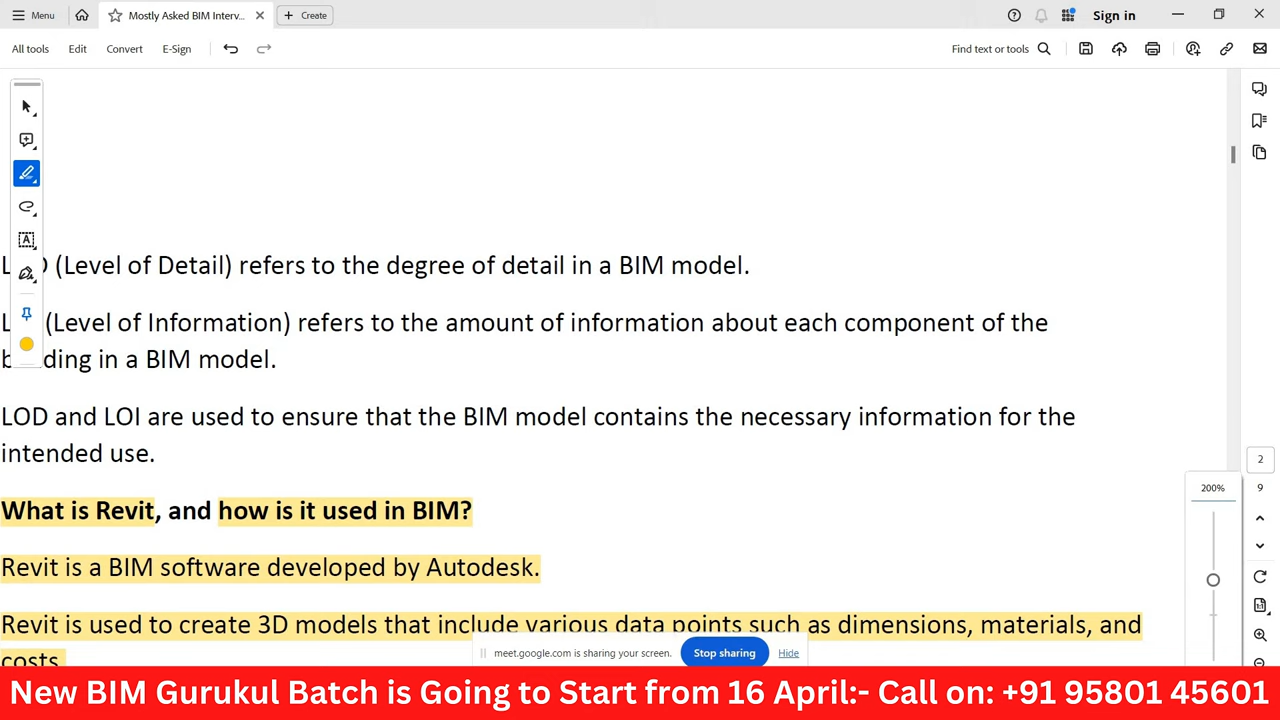 Menu
Mostly Asked BIM Interv...
Create
Sign in
All tools
Edit
Convert
E-Sign
Find text or tools
(Level of Detail) refers to the degree of detail in a BIM model.
(Level of Information) refers to the amount of information about each component of the
in a BIM model.
LOD and LOI are used to ensure that the BIM model contains the necessary information for the
intended use.
What is Revit, and how is it used in BIM?
Revit is a BIM software developed by Autodesk.
Revit is used to create 3D models that include various data points such as dimensions, materials, and
costs.
2
9
200%
meet.google.com is sharing your screen.
Stop sharing
Hide
New BIM Gurukul Batch is Going to Start from 16 April:- Call on: +91 95801 45601